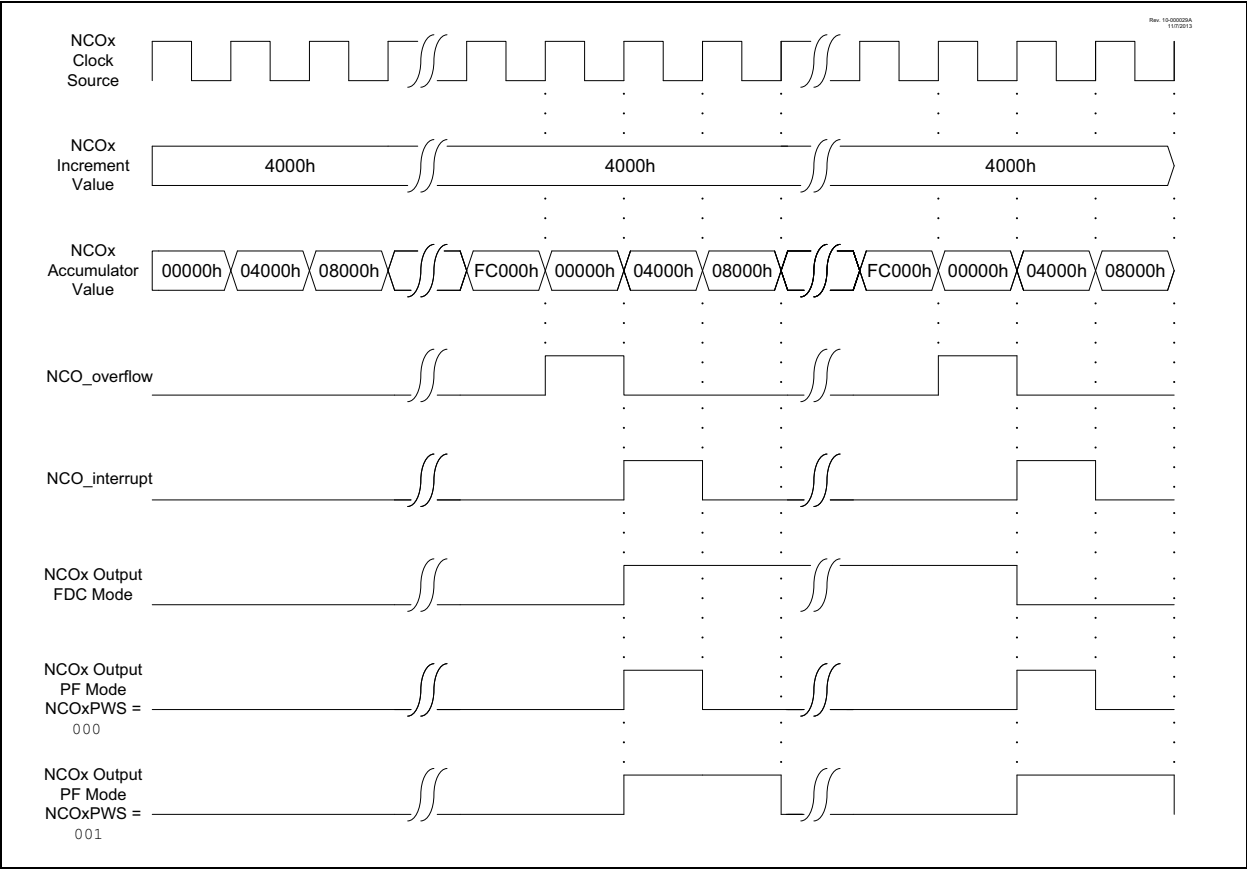 Rev. 10-000029A
11/7/2013
NCOx
Clock
Source
NCOx
Increment
Value
4000h
4000h
4000h
NCOx
Accumulator
Value
00000h
04000h
08000h
FC000h
00000h
04000h
08000h
FC000h
00000h
04000h
08000h
NCO_overflow
NCO_interrupt
NCOx Output
FDC Mode
NCOx Output
PF Mode
NCOxPWS =
000
NCOx Output
PF Mode
NCOxPWS =
001